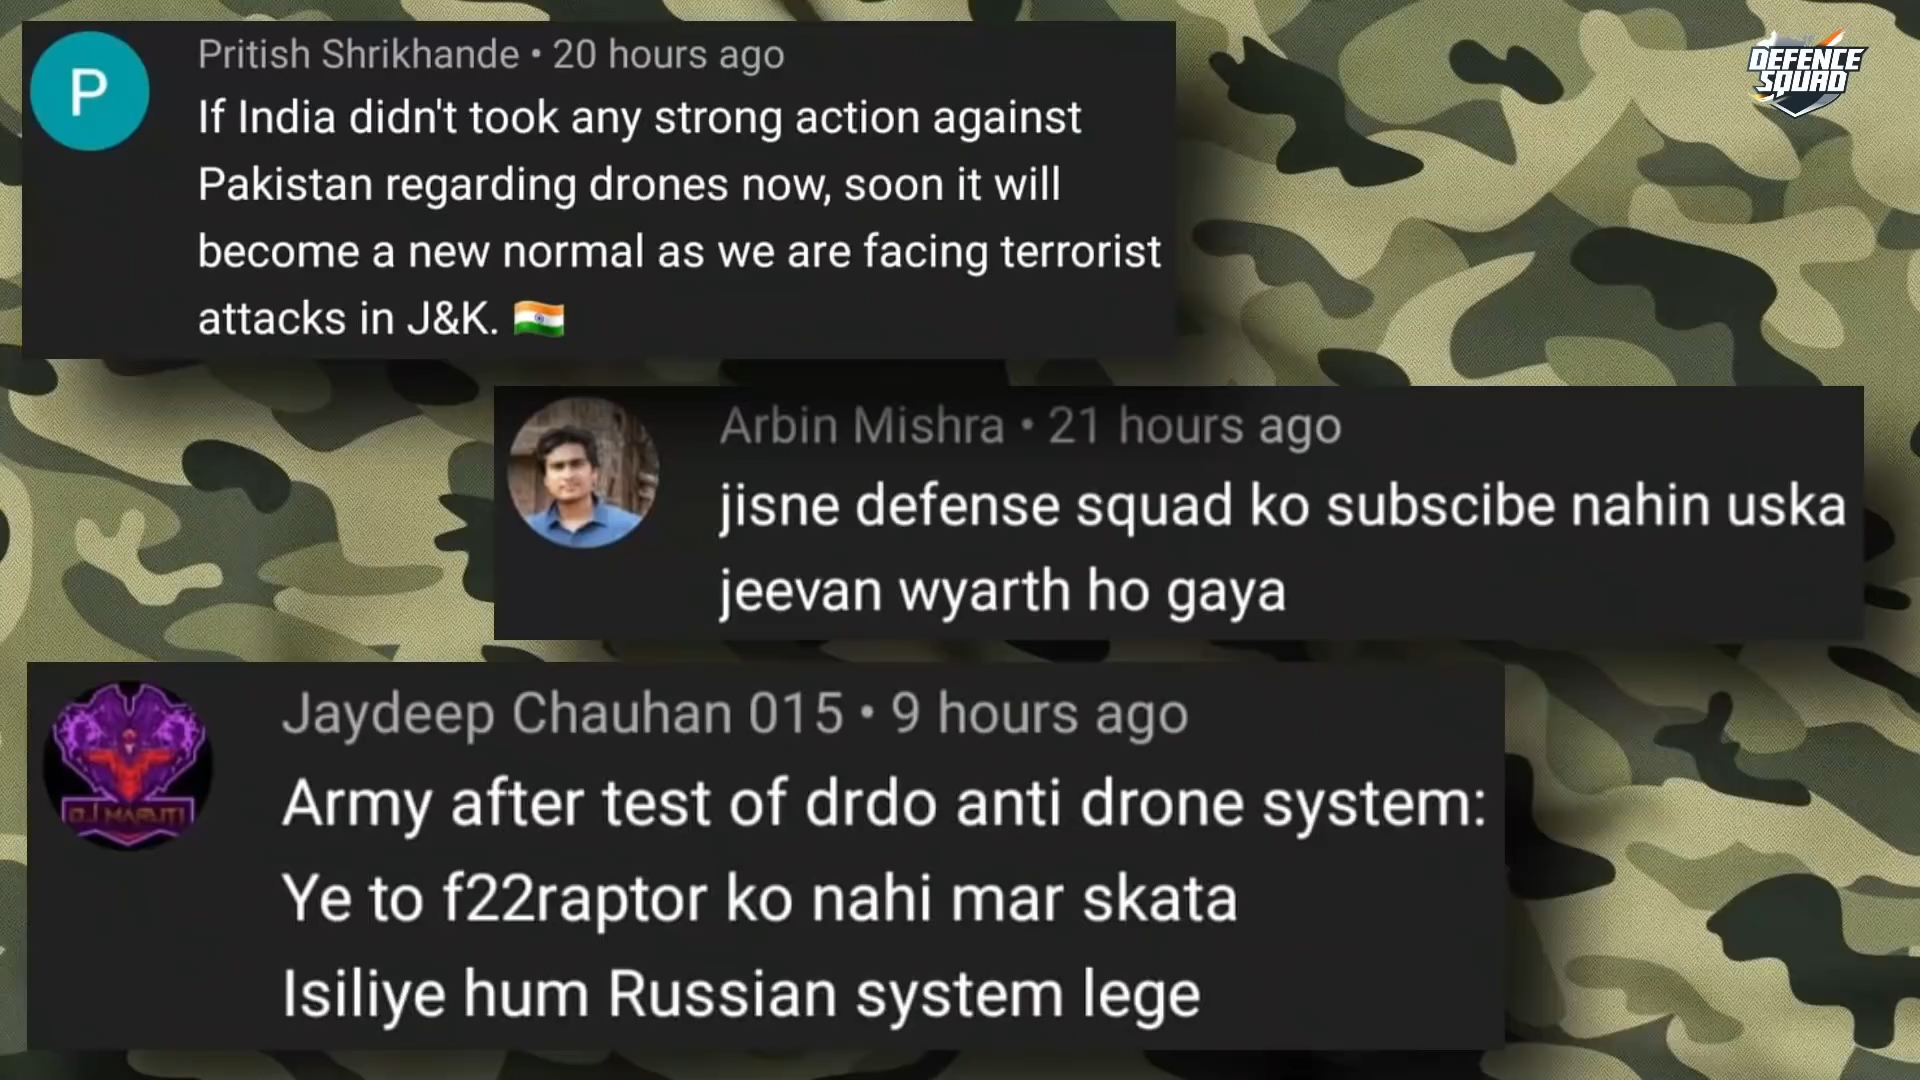 DEFENCE
SQUAD
P
Pritish Shrikhande • 20 hours ago
If India didn't took any strong action against
Pakistan regarding drones now, soon it will
become a new normal as we are facing terrorist
attacks in J&K. 🇮🇳
Arbin Mishra • 21 hours ago
jisne defense squad ko subscibe nahin uska
jeevan wyarth ho gaya
DJ MARUTI
Jaydeep Chauhan 015 • 9 hours ago
Army after test of drdo anti drone system:
Ye to f22raptor ko nahi mar skata
Isiliye hum Russian system lege